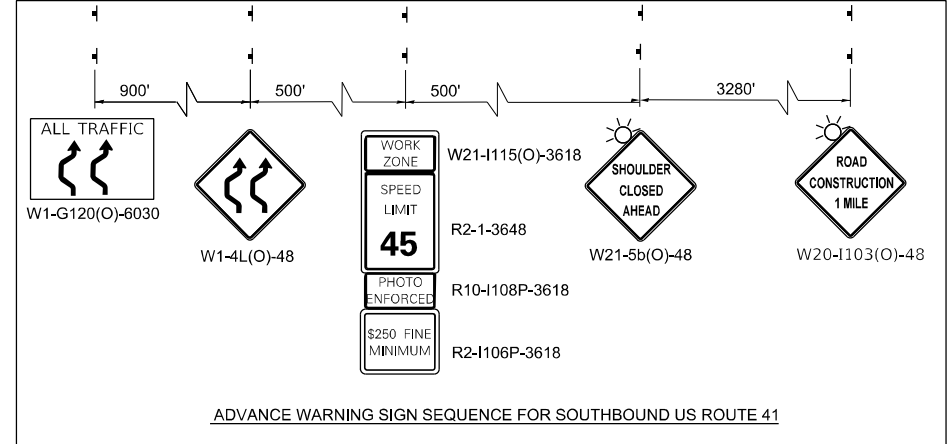 900'
500'
500'
3280'
ALL TRAFFIC
W1-G120(O)-6030
W1-4L(O)-48
WORK
ZONE
W21-I115(O)-3618
SPEED
LIMIT
45
R2-1-3648
PHOTO
ENFORCED
R10-I108P-3618
$250 FINE
MINIMUM
R2-I106P-3618
SHOULDER
CLOSED
AHEAD
W21-5b(O)-48
ROAD
CONSTRUCTION
1 MILE
W20-I103(O)-48
ADVANCE WARNING SIGN SEQUENCE FOR SOUTHBOUND US ROUTE 41